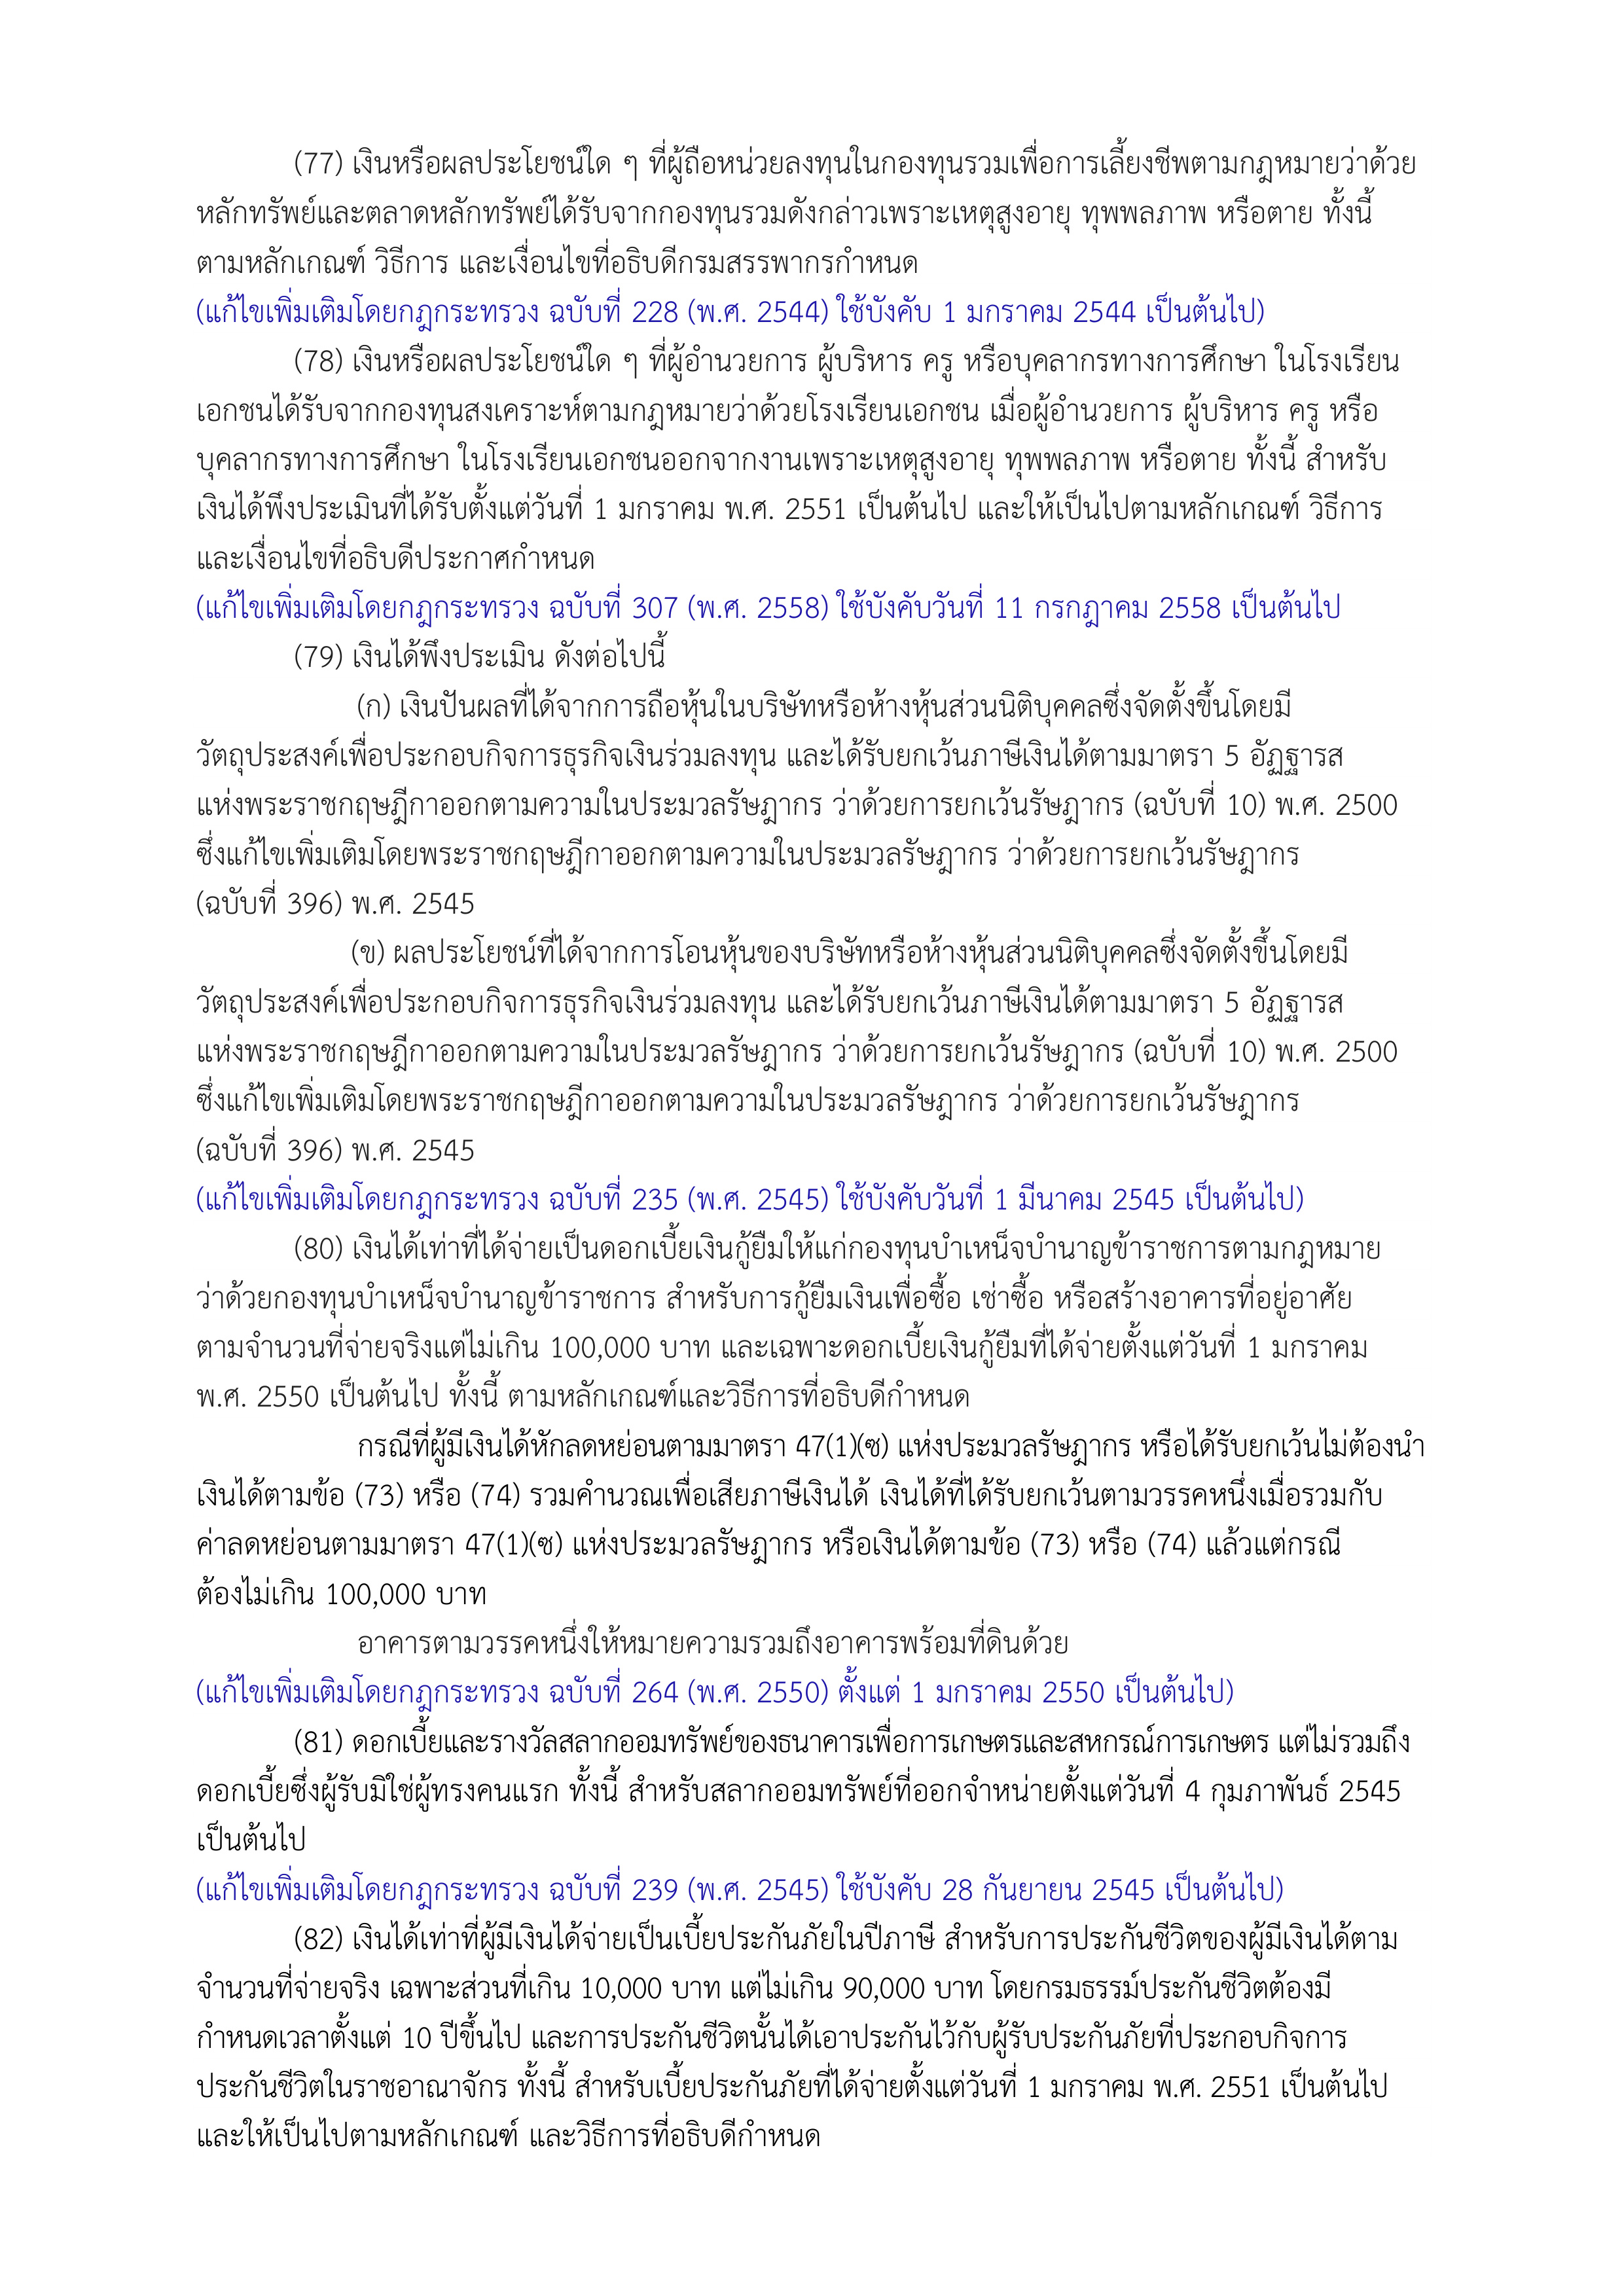 (77) เงินหรือผลประโยชน์ใด ๆ ที่ผู้ถือหน่วยลงทุนในกองทุนรวมเพื่อการเลี้ยงชีพตามกฎหมายว่าด้วย
หลักทรัพย์และตลาดหลักทรัพย์ได้รับจากกองทุนรวมดังกล่าวเพราะเหตุสูงอายุ ทุพพลภาพ หรือตาย ทั้งนี้
ตามหลักเกณฑ์ วิธีการ และเงื่อนไขที่อธิบดีกรมสรรพากรกำหนด
(แก้ไขเพิ่มเติมโดยกฎกระทรวง ฉบับที่ 228 (พ.ศ. 2544) ใช้บังคับ 1 มกราคม 2544 เป็นต้นไป)
(78) เงินหรือผลประโยชน์ใด ๆ ที่ผู้อำนวยการ ผู้บริหาร ครู หรือบุคลากรทางการศึกษา ในโรงเรียน
เอกชนได้รับจากกองทุนสงเคราะห์ตามกฎหมายว่าด้วยโรงเรียนเอกชน เมื่อผู้อำนวยการ ผู้บริหาร ครู หรือ
บุคลากรทางการศึกษา ในโรงเรียนเอกชนออกจากงานเพราะเหตุสูงอายุ ทุพพลภาพ หรือตาย ทั้งนี้ สำหรับ
เงินได้พึงประเมินที่ได้รับตั้งแต่วันที่ 1 มกราคม พ.ศ. 2551 เป็นต้นไป และให้เป็นไปตามหลักเกณฑ์ วิธีการ
และเงื่อนไขที่อธิบดีประกาศกำหนด
(แก้ไขเพิ่มเติมโดยกฎกระทรวง ฉบับที่ 307 (พ.ศ. 2558) ใช้บังคับวันที่ 11 กรกฎาคม 2558 เป็นต้นไป
(79) เงินได้พึงประเมิน ดังต่อไปนี้
(ก) เงินปันผลที่ได้จากการถือหุ้นในบริษัทหรือห้างหุ้นส่วนนิติบุคคลซึ่งจัดตั้งขึ้นโดยมี
วัตถุประสงค์เพื่อประกอบกิจการธุรกิจเงินร่วมลงทุน และได้รับยกเว้นภาษีเงินได้ตามมาตรา 5 อัฏฐารส
แห่งพระราชกฤษฎีกาออกตามความในประมวลรัษฎากร ว่าด้วยการยกเว้นรัษฎากร (ฉบับที่ 10) พ.ศ. 2500
ซึ่งแก้ไขเพิ่มเติมโดยพระราชกฤษฎีกาออกตามความในประมวลรัษฎากร ว่าด้วยการยกเว้นรัษฎากร
(ฉบับที่ 396) พ.ศ. 2545
(ข) ผลประโยชน์ที่ได้จากการโอนหุ้นของบริษัทหรือห้างหุ้นส่วนนิติบุคคลซึ่งจัดตั้งขึ้นโดยมี
วัตถุประสงค์เพื่อประกอบกิจการธุรกิจเงินร่วมลงทุน และได้รับยกเว้นภาษีเงินได้ตามมาตรา 5 อัฏฐารส
แห่งพระราชกฤษฎีกาออกตามความในประมวลรัษฎากร ว่าด้วยการยกเว้นรัษฎากร (ฉบับที่ 10) พ.ศ. 2500
ซึ่งแก้ไขเพิ่มเติมโดยพระราชกฤษฎีกาออกตามความในประมวลรัษฎากร ว่าด้วยการยกเว้นรัษฎากร
(ฉบับที่ 396) พ.ศ. 2545
(แก้ไขเพิ่มเติมโดยกฎกระทรวง ฉบับที่ 235 (พ.ศ. 2545) ใช้บังคับวันที่ 1 มีนาคม 2545 เป็นต้นไป)
(80) เงินได้เท่าที่ได้จ่ายเป็นดอกเบี้ยเงินกู้ยืมให้แก่กองทุนบำเหน็จบำนาญข้าราชการตามกฎหมาย
ว่าด้วยกองทุนบำเหน็จบำนาญข้าราชการ สำหรับการกู้ยืมเงินเพื่อซื้อ เช่าซื้อ หรือสร้างอาคารที่อยู่อาศัย
ตามจำนวนที่จ่ายจริงแต่ไม่เกิน 100,000 บาท และเฉพาะดอกเบี้ยเงินกู้ยืมที่ได้จ่ายตั้งแต่วันที่ 1 มกราคม
พ.ศ. 2550 เป็นต้นไป ทั้งนี้ ตามหลักเกณฑ์และวิธีการที่อธิบดีกำหนด
กรณีที่ผู้มีเงินได้หักลดหย่อนตามมาตรา 47(1)(ซ) แห่งประมวลรัษฎากร หรือได้รับยกเว้นไม่ต้องนำ
เงินได้ตามข้อ (73) หรือ (74) รวมคำนวณเพื่อเสียภาษีเงินได้ เงินได้ที่ได้รับยกเว้นตามวรรคหนึ่งเมื่อรวมกับ
ค่าลดหย่อนตามมาตรา 47(1)(ซ) แห่งประมวลรัษฎากร หรือเงินได้ตามข้อ (73) หรือ (74) แล้วแต่กรณี
ต้องไม่เกิน 100,000 บาท
อาคารตามวรรคหนึ่งให้หมายความรวมถึงอาคารพร้อมที่ดินด้วย
(แก้ไขเพิ่มเติมโดยกฎกระทรวง ฉบับที่ 264 (พ.ศ. 2550) ตั้งแต่ 1 มกราคม 2550 เป็นต้นไป)
(81) ดอกเบี้ยและรางวัลสลากออมทรัพย์ของธนาคารเพื่อการเกษตรและสหกรณ์การเกษตร แต่ไม่รวมถึง
ดอกเบี้ยซึ่งผู้รับมิใช่ผู้ทรงคนแรก ทั้งนี้ สำหรับสลากออมทรัพย์ที่ออกจำหน่ายตั้งแต่วันที่ 4 กุมภาพันธ์ 2545
เป็นต้นไป
(แก้ไขเพิ่มเติมโดยกฎกระทรวง ฉบับที่ 239 (พ.ศ. 2545) ใช้บังคับ 28 กันยายน 2545 เป็นต้นไป)
(82) เงินได้เท่าที่ผู้มีเงินได้จ่ายเป็นเบี้ยประกันภัยในปีภาษี สำหรับการประกันชีวิตของผู้มีเงินได้ตาม
จำนวนที่จ่ายจริง เฉพาะส่วนที่เกิน 10,000 บาท แต่ไม่เกิน 90,000 บาท โดยกรมธรรม์ประกันชีวิตต้องมี
กำหนดเวลาตั้งแต่ 10 ปีขึ้นไป และการประกันชีวิตนั้นได้เอาประกันไว้กับผู้รับประกันภัยที่ประกอบกิจการ
ประกันชีวิตในราชอาณาจักร ทั้งนี้ สำหรับเบี้ยประกันภัยที่ได้จ่ายตั้งแต่วันที่ 1 มกราคม พ.ศ. 2551 เป็นต้นไป
และให้เป็นไปตามหลักเกณฑ์ และวิธีการที่อธิบดีกำหนด